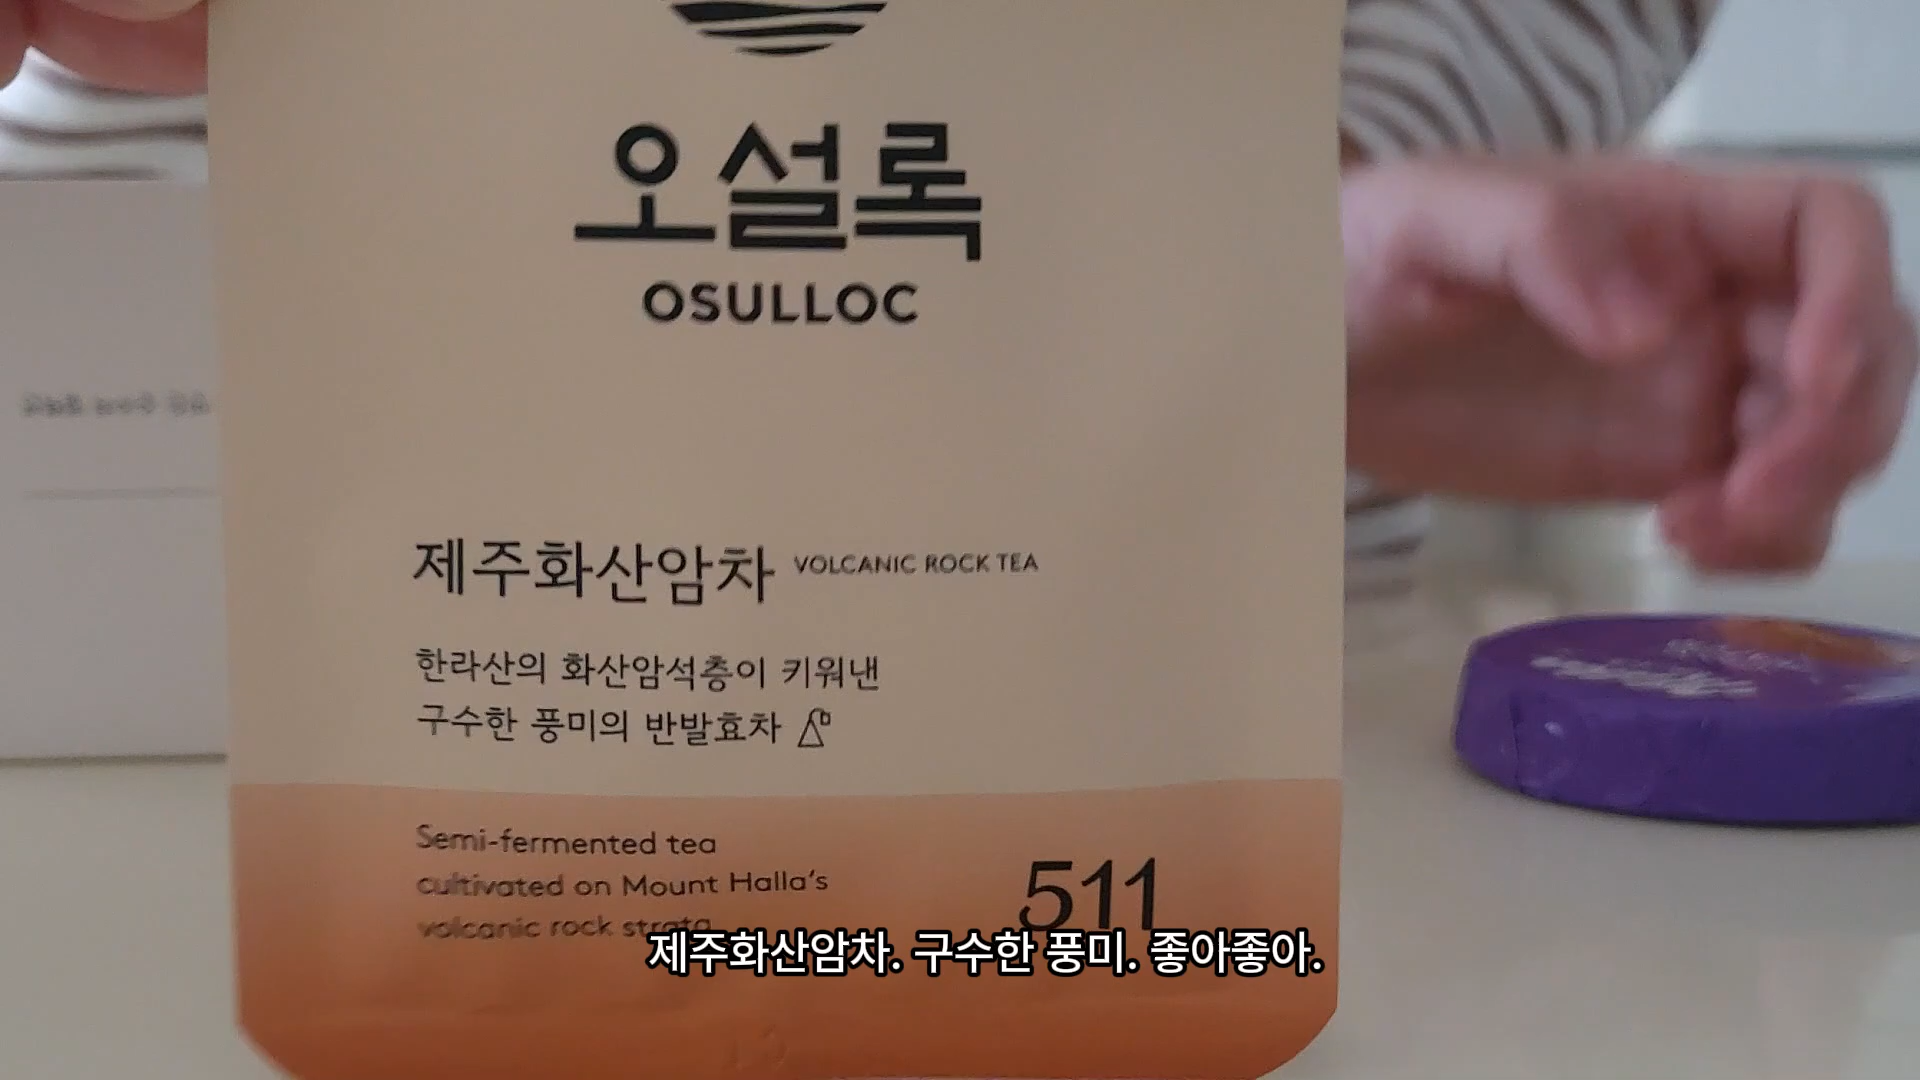 오설록
OSULLOC
제주화산암차 VOLCANIC ROCK TEA
한라산의 화산암석층이 키워낸
구수한 풍미의 반발효차
Semi-fermented tea
cultivated on Mount Halla's
volcanic rock strata
511
제주화산암차. 구수한 풍미. 좋아좋아.